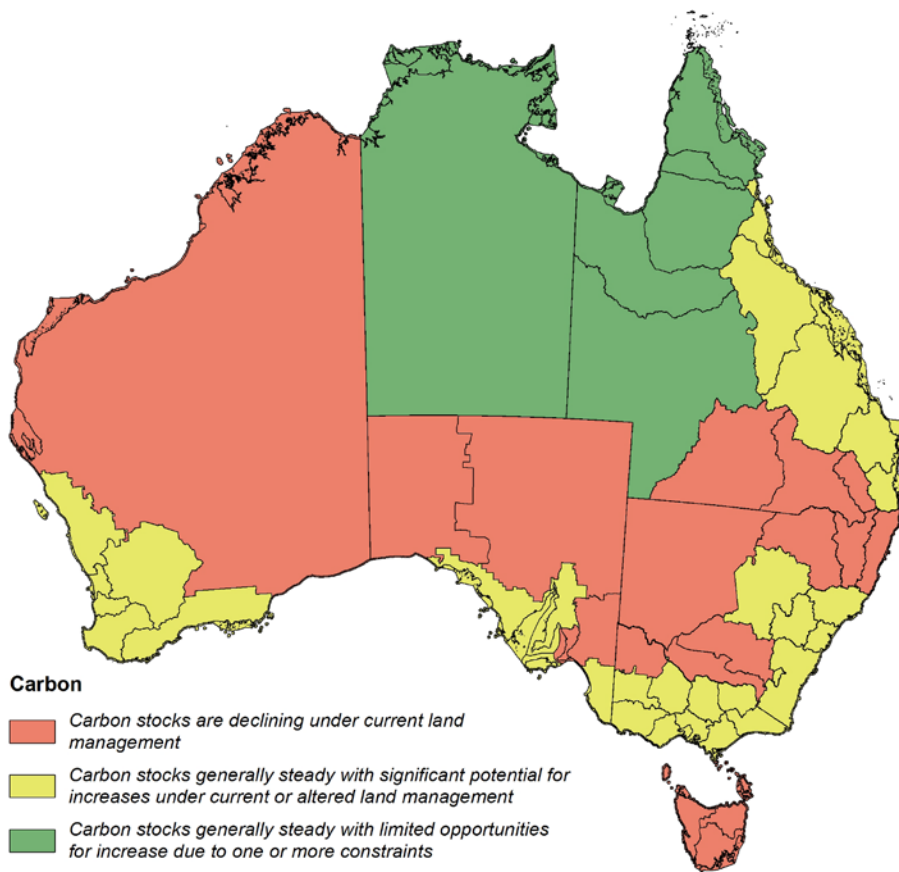 Carbon
Carbon stocks are declining under current land
management
Carbon stocks generally steady with significant potential for
increases under current or altered land management
Carbon stocks generally steady with limited opportunities
for increase due to one or more constraints